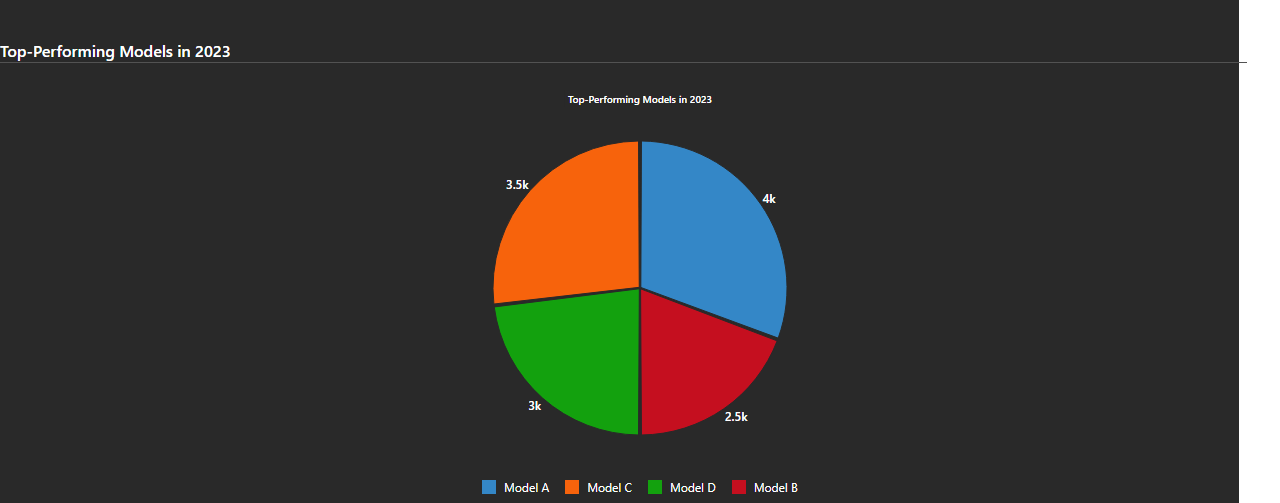 Top-Performing Models in 2023
Top-Performing Models in 2023
3.5k
4k
3k
2.5k
Model A
Model C
Model D
Model B